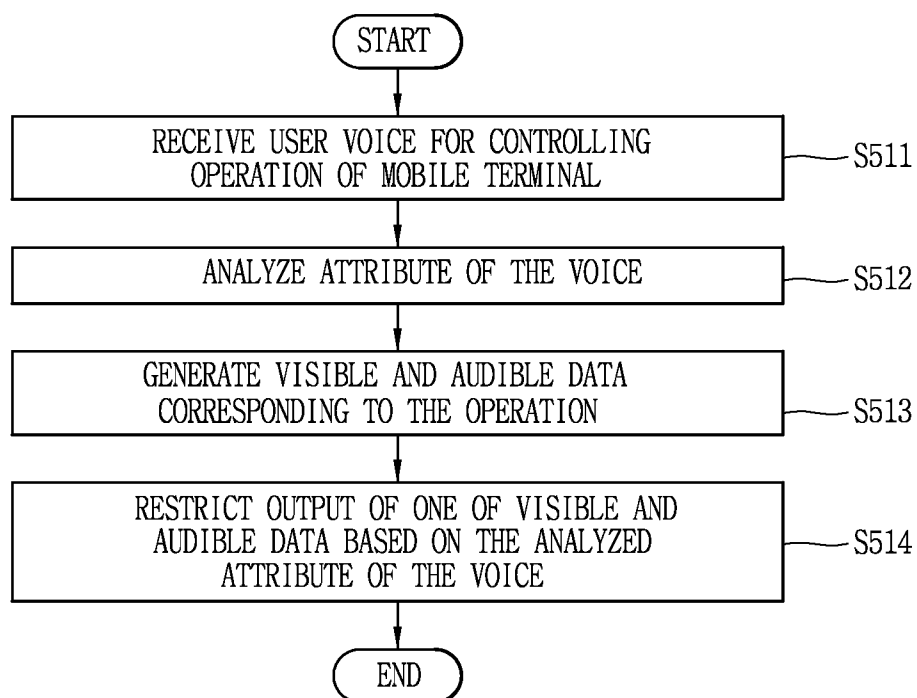 START
RECEIVE USER VOICE FOR CONTROLLING
OPERATION OF MOBILE TERMINAL
S511
ANALYZE ATTRIBUTE OF THE VOICE
S512
GENERATE VISIBLE AND AUDIBLE DATA
CORRESPONDING TO THE OPERATION
S513
RESTRICT OUTPUT OF ONE OF VISIBLE AND
AUDIBLE DATA BASED ON THE ANALYZED
ATTRIBUTE OF THE VOICE
S514
END